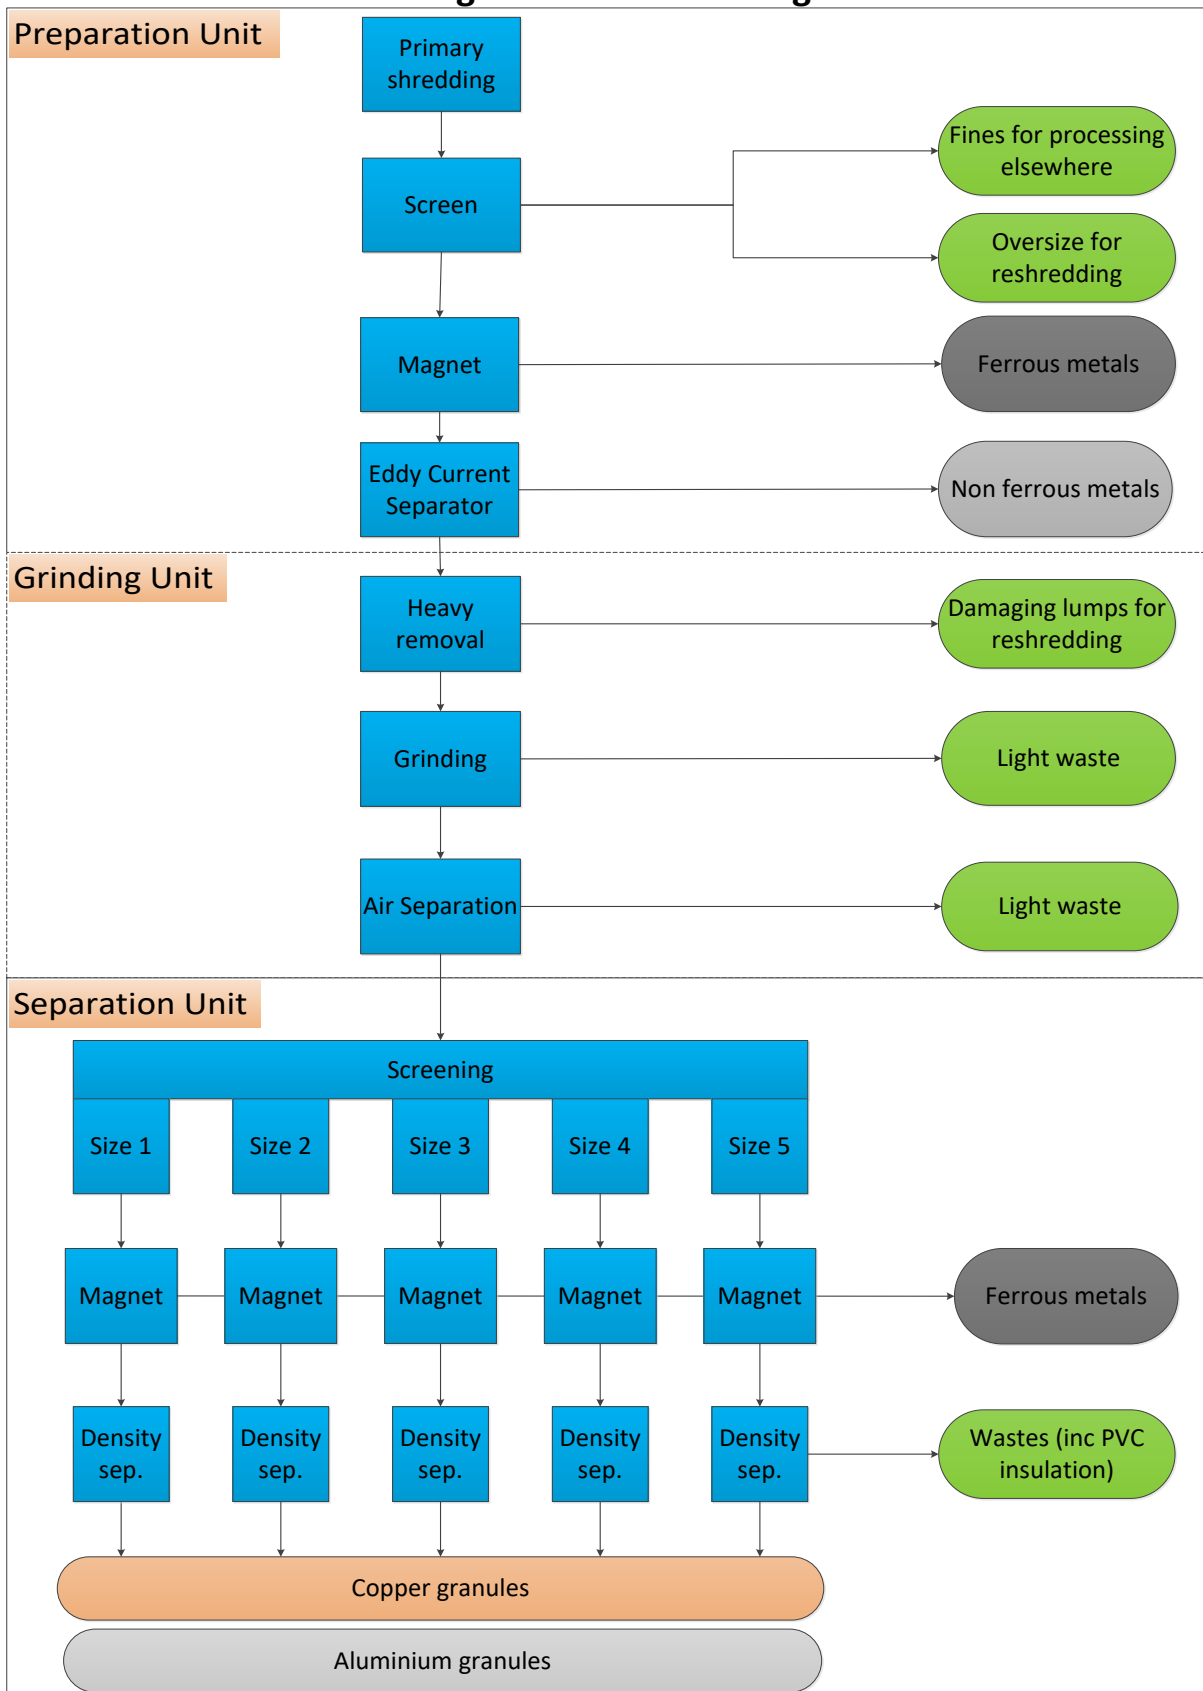 Preparation Unit
Primary
shredding
Fines for processing
elsewhere
Screen
Oversize for
reshredding
Magnet
Ferrous metals
Eddy Current
Separator
Non ferrous metals
Grinding Unit
Heavy
removal
Damaging lumps for
reshredding
Grinding
Light waste
Air Separation
Light waste
Separation Unit
Screening
Size 1
Size 2
Size 3
Size 4
Size 5
Magnet
Magnet
Magnet
Magnet
Magnet
Ferrous metals
Density
sep.
Density
sep.
Density
sep.
Density
sep.
Density
sep.
Wastes (inc PVC
insulation)
Copper granules
Aluminium granules